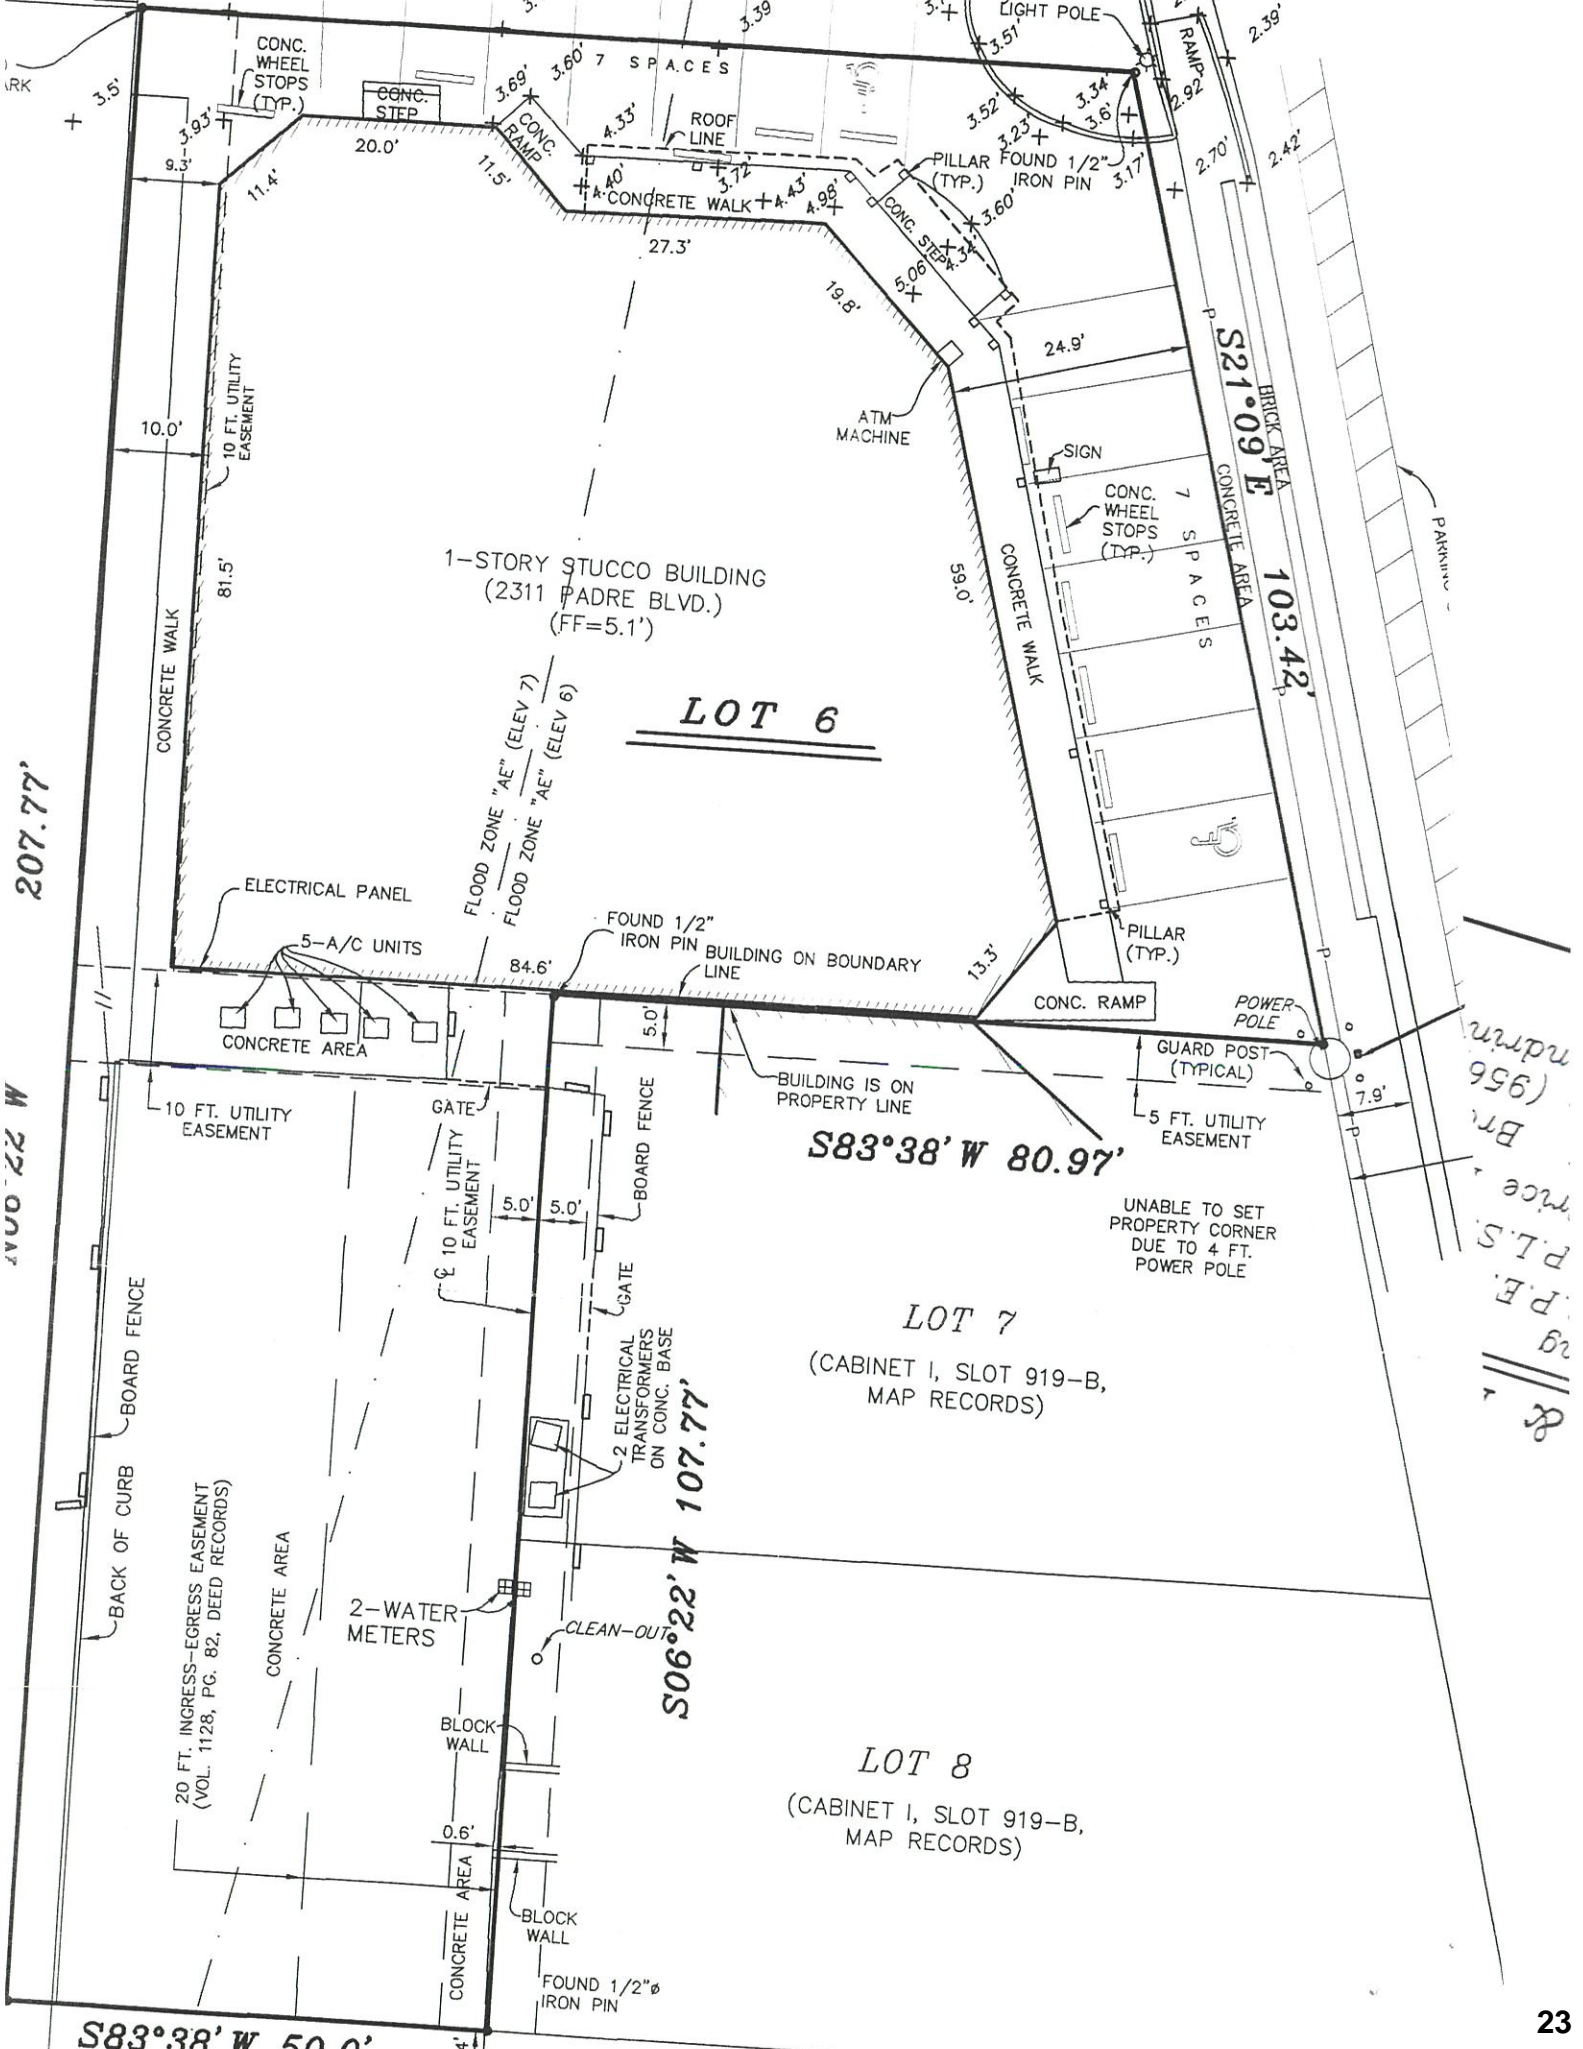 3.39
LIGHT POLE
3.51'
2.39'
RAMP
CONC.
WHEEL
STOPS
(TYP.)
ARK
3.5'
3.93'
CONC.
STEP
3.69'
3.60'
7 SPACES
CONC.
RAMP
4.33'
ROOF
LINE
3.52'
3.23'
3.34'
3.6'
2.92'
2.70'
2.42'
9.3'
11.4'
20.0'
11.5'
4.40'
3.72'
CONCRETE WALK
4.43'
4.98'
PILLAR
(TYP.)
FOUND 1/2"
IRON PIN
3.17'
3.60'
CONC. STEP
4.34'
5.06'
27.3'
19.8'
24.9'
10.0'
10 FT. UTILITY
EASEMENT
ATM
MACHINE
SIGN
S21°09'E 103.42'
BRICK AREA
CONCRETE AREA
CONC.
WHEEL
STOPS
(TYP.)
7 SPACES
81.5'
1-STORY STUCCO BUILDING
(2311 PADRE BLVD.)
(FF=5.1')
59.0'
CONCRETE WALK
CONCRETE WALK
FLOOD ZONE "AE" (ELEV 7)
FLOOD ZONE "AE" (ELEV 6)
LOT 6
207.77'
ELECTRICAL PANEL
5-A/C UNITS
84.6'
FOUND 1/2"
IRON PIN
BUILDING ON BOUNDARY
LINE
13.3'
PILLAR
(TYP.)
CONC. RAMP
POWER
POLE
CONCRETE AREA
5.0'
GUARD POST
(TYPICAL)
7.9'
10 FT. UTILITY
EASEMENT
GATE
BOARD FENCE
BUILDING IS ON
PROPERTY LINE
5 FT. UTILITY
EASEMENT
S83°38'W 80.97'
℄ 10 FT. UTILITY
EASEMENT
5.0'
5.0'
UNABLE TO SET
PROPERTY CORNER
DUE TO 4 FT.
POWER POLE
BOARD FENCE
GATE
2 ELECTRICAL
TRANSFORMERS
ON CONC. BASE
LOT 7
(CABINET I, SLOT 919-B,
MAP RECORDS)
S06°22'W 107.77'
BACK OF CURB
20 FT. INGRESS-EGRESS EASEMENT
(VOL. 1128, PG. 82, DEED RECORDS)
CONCRETE AREA
2-WATER
METERS
CLEAN-OUT
BLOCK
WALL
LOT 8
(CABINET I, SLOT 919-B,
MAP RECORDS)
0.6'
CONCRETE AREA
BLOCK
WALL
FOUND 1/2"ø
IRON PIN
S83°38'W 50.0'
(956
P.L.S.
P.E.
&
23